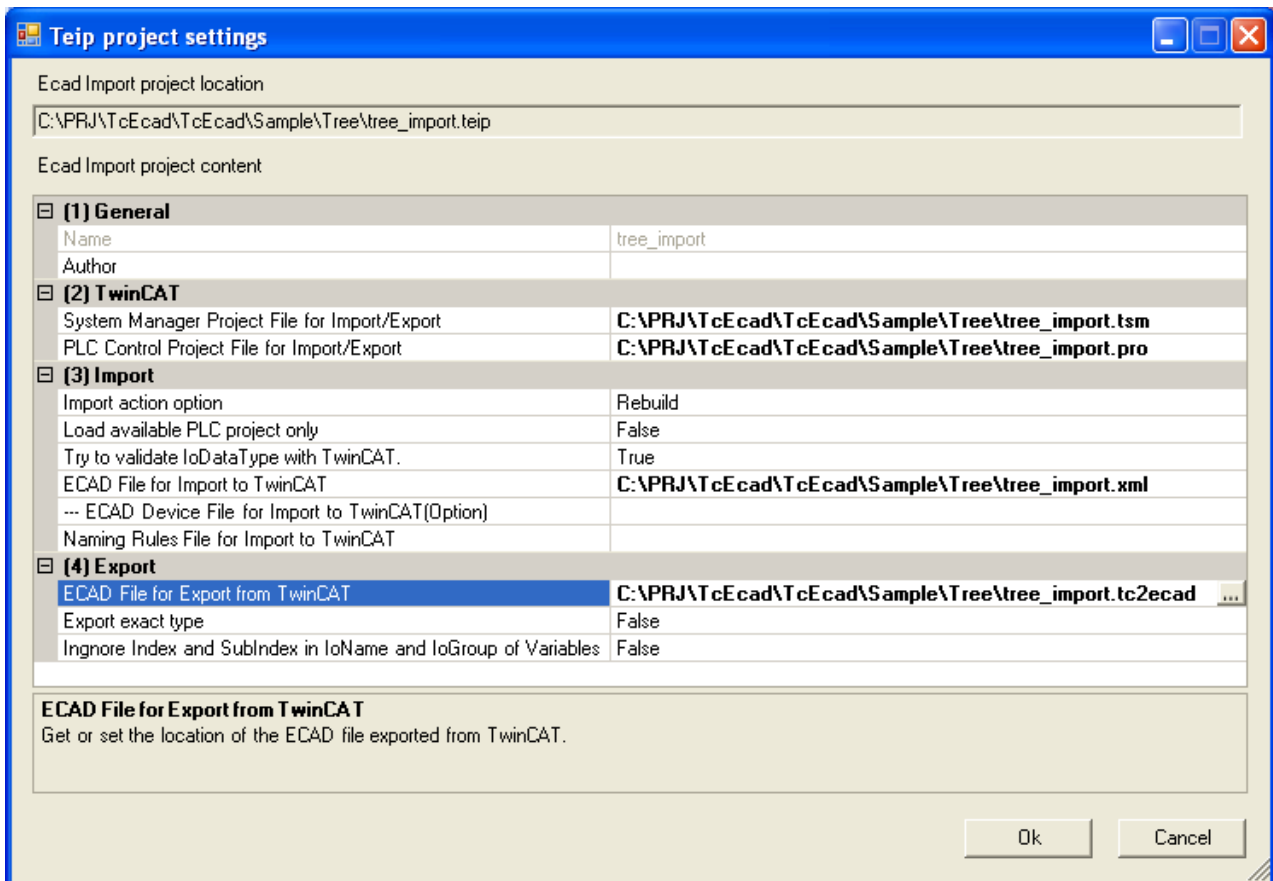 Teip project settings
Ecad Import project location
C:\PRJ\TcEcad\TcEcad\Sample\Tree\tree_import.teip
Ecad Import project content
(1) General
Name tree_import
Author
(2) TwinCAT
System Manager Project File for Import/Export C:\PRJ\TcEcad\TcEcad\Sample\Tree\tree_import.tsm
PLC Control Project File for Import/Export C:\PRJ\TcEcad\TcEcad\Sample\Tree\tree_import.pro
(3) Import
Import action option Rebuild
Load available PLC project only False
Try to validate IoDataType with TwinCAT. True
ECAD File for Import to TwinCAT C:\PRJ\TcEcad\TcEcad\Sample\Tree\tree_import.xml
--- ECAD Device File for Import to TwinCAT(Option)
Naming Rules File for Import to TwinCAT
(4) Export
ECAD File for Export from TwinCAT C:\PRJ\TcEcad\TcEcad\Sample\Tree\tree_import.tc2ecad ...
Export exact type False
Ingnore Index and SubIndex in IoName and IoGroup of Variables False
ECAD File for Export from TwinCAT
Get or set the location of the ECAD file exported from TwinCAT.
Ok Cancel